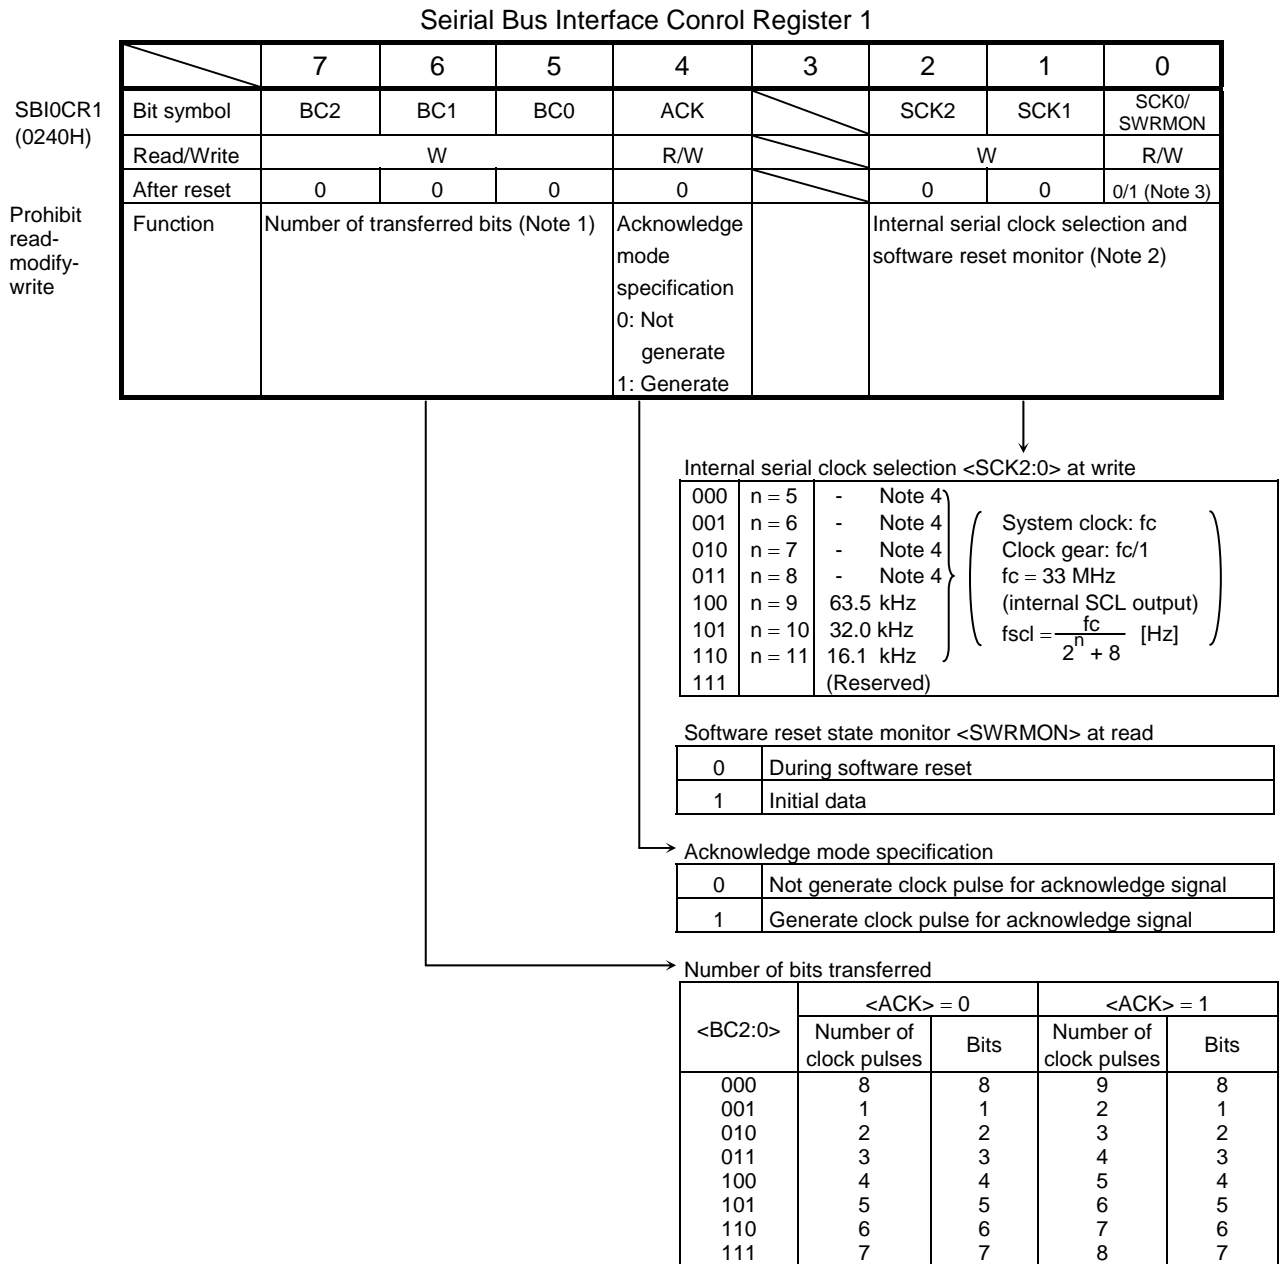 Seirial Bus Interface Conrol Register 1
7 6 5 4 3 2 1 0
SBI0CR1
(0240H)
Bit symbol BC2 BC1 BC0 ACK SCK2 SCK1 SCK0/
SWRMON
Read/Write W R/W W R/W
After reset 0 0 0 0 0 0 0/1 (Note 3)
Prohibit
read-
modify-
write
Function Number of transferred bits (Note 1) Acknowledge
mode
specification
0: Not
generate
1: Generate
Internal serial clock selection and
software reset monitor (Note 2)
Internal serial clock selection <SCK2:0> at write
000 n = 5 - Note 4
001 n = 6 - Note 4
010 n = 7 - Note 4
011 n = 8 - Note 4
100 n = 9 63.5 kHz
101 n = 10 32.0 kHz
110 n = 11 16.1 kHz
111 (Reserved)
System clock: fc
Clock gear: fc/1
fc = 33 MHz
(internal SCL output)
fscl = fc / 2^n + 8 [Hz]
Software reset state monitor <SWRMON> at read
0 During software reset
1 Initial data
Acknowledge mode specification
0 Not generate clock pulse for acknowledge signal
1 Generate clock pulse for acknowledge signal
Number of bits transferred
<BC2:0> <ACK> = 0 <ACK> = 1
Number of
clock pulses
Bits
Number of
clock pulses
Bits
000 8 8 9 8
001 1 1 2 1
010 2 2 3 2
011 3 3 4 3
100 4 4 5 4
101 5 5 6 5
110 6 6 7 6
111 7 7 8 7